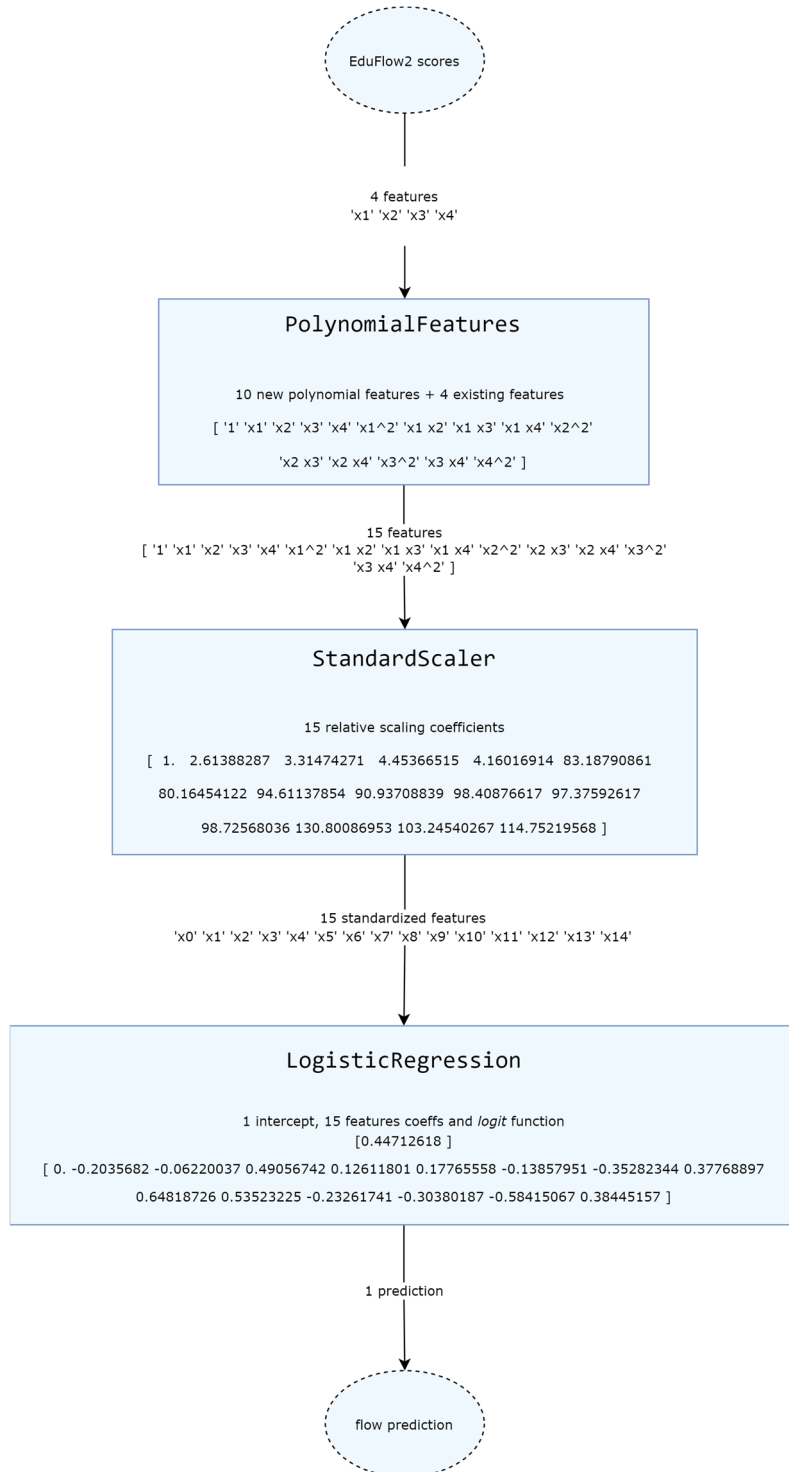 EduFlow2 scores
4 features
'x1' 'x2' 'x3' 'x4'
PolynomialFeatures
10 new polynomial features + 4 existing features
[ '1' 'x1' 'x2' 'x3' 'x4' 'x1^2' 'x1 x2' 'x1 x3' 'x1 x4' 'x2^2'
'x2 x3' 'x2 x4' 'x3^2' 'x3 x4' 'x4^2' ]
15 features
[ '1' 'x1' 'x2' 'x3' 'x4' 'x1^2' 'x1 x2' 'x1 x3' 'x1 x4' 'x2^2' 'x2 x3' 'x2 x4' 'x3^2'
'x3 x4' 'x4^2' ]
StandardScaler
15 relative scaling coefficients
[ 1. 2.61388287 3.31474271 4.45366515 4.16016914 83.18790861
80.16454122 94.61137854 90.93708839 98.40876617 97.37592617
98.72568036 130.80086953 103.24540267 114.75219568 ]
15 standardized features
'x0' 'x1' 'x2' 'x3' 'x4' 'x5' 'x6' 'x7' 'x8' 'x9' 'x10' 'x11' 'x12' 'x13' 'x14'
LogisticRegression
1 intercept, 15 features coeffs and logit function
[0.44712618 ]
[ 0. -0.2035682 -0.06220037 0.49056742 0.12611801 0.17765558 -0.13857951 -0.35282344 0.37768897
0.64818726 0.53523225 -0.23261741 -0.30380187 -0.58415067 0.38445157 ]
1 prediction
flow prediction